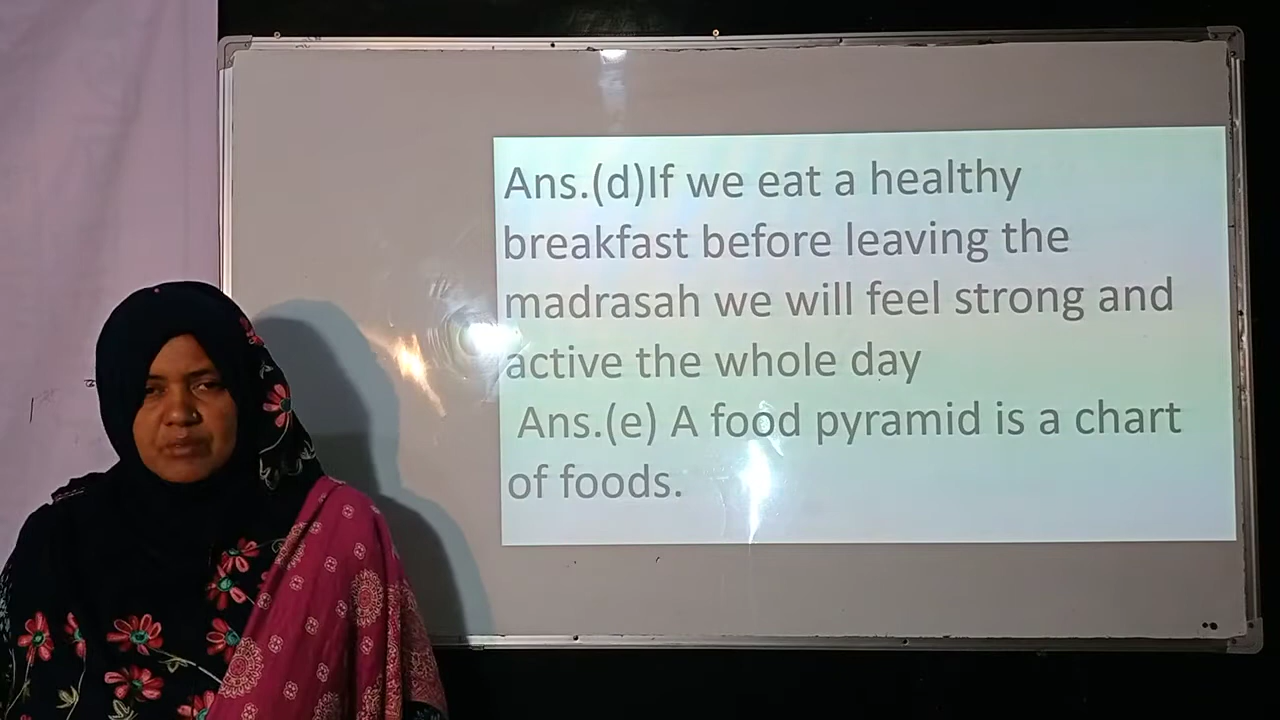 Ans.(d)If we eat a healthy
breakfast before leaving the
madrasah we will feel strong and
active the whole day
Ans.(e) A food pyramid is a chart
of foods.